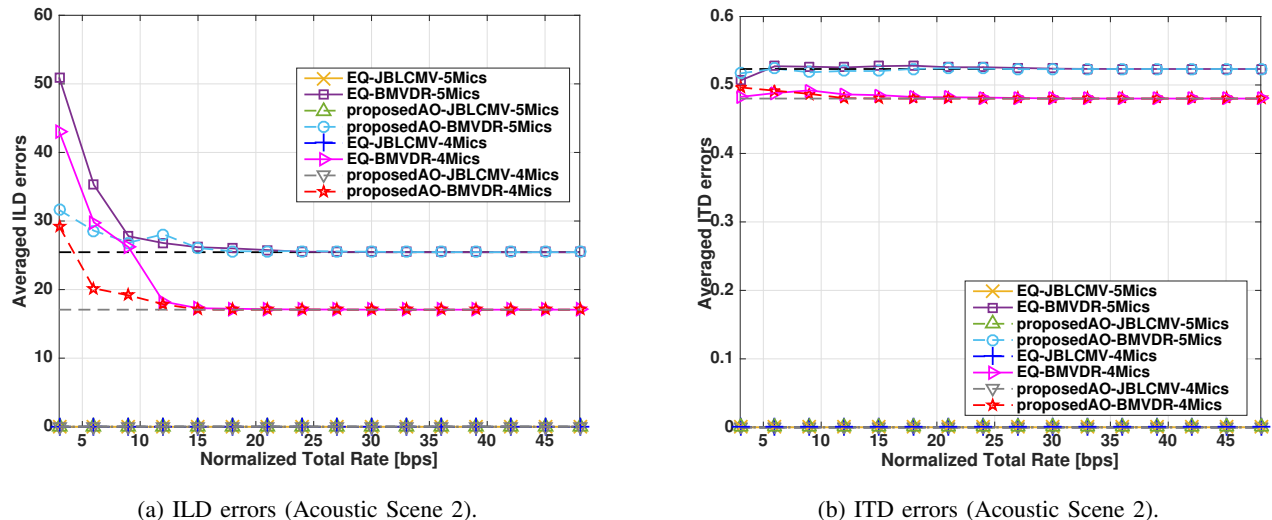 60
50
40
30
20
10
0
Averaged ILD errors
EQ-JBLCMV-5Mics
EQ-BMVDR-5Mics
proposedAO-JBLCMV-5Mics
proposedAO-BMVDR-5Mics
EQ-JBLCMV-4Mics
EQ-BMVDR-4Mics
proposedAO-JBLCMV-4Mics
proposedAO-BMVDR-4Mics
5 10 15 20 25 30 35 40 45
Normalized Total Rate [bps]
(a) ILD errors (Acoustic Scene 2).
0.6
0.5
0.4
0.3
0.2
0.1
0
Averaged ITD errors
EQ-JBLCMV-5Mics
EQ-BMVDR-5Mics
proposedAO-JBLCMV-5Mics
proposedAO-BMVDR-5Mics
EQ-JBLCMV-4Mics
EQ-BMVDR-4Mics
proposedAO-JBLCMV-4Mics
proposedAO-BMVDR-4Mics
5 10 15 20 25 30 35 40 45
Normalized Total Rate [bps]
(b) ITD errors (Acoustic Scene 2).